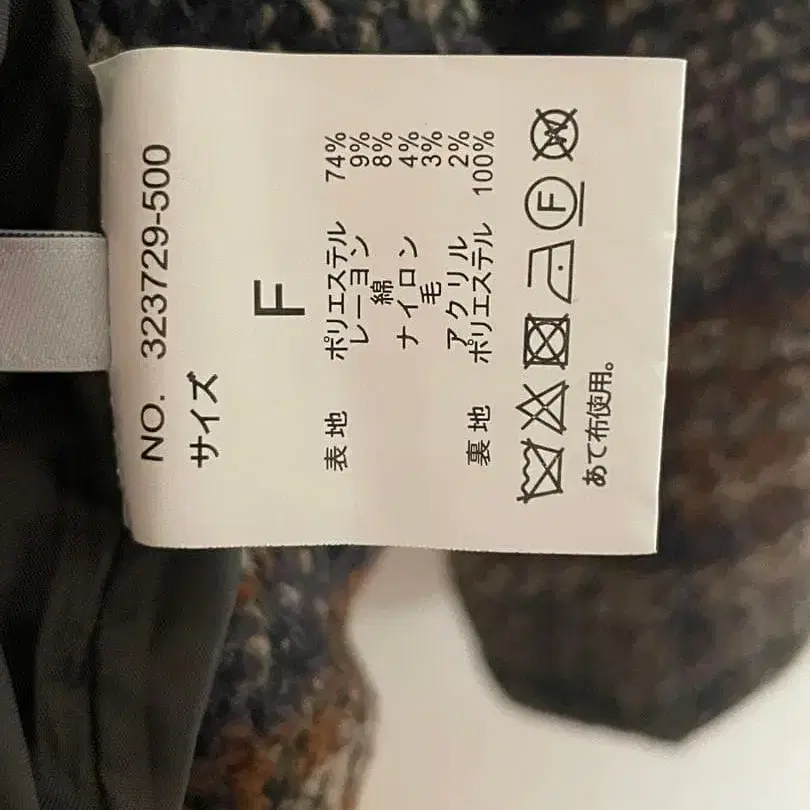 NO. 323729-500
サイズ
F
表地 ポリエステル 74%
レーヨン 9%
綿 8%
ナイロン 4%
毛 3%
アクリル 2%
裏地 ポリエステル 100%
F W
あて布使用。